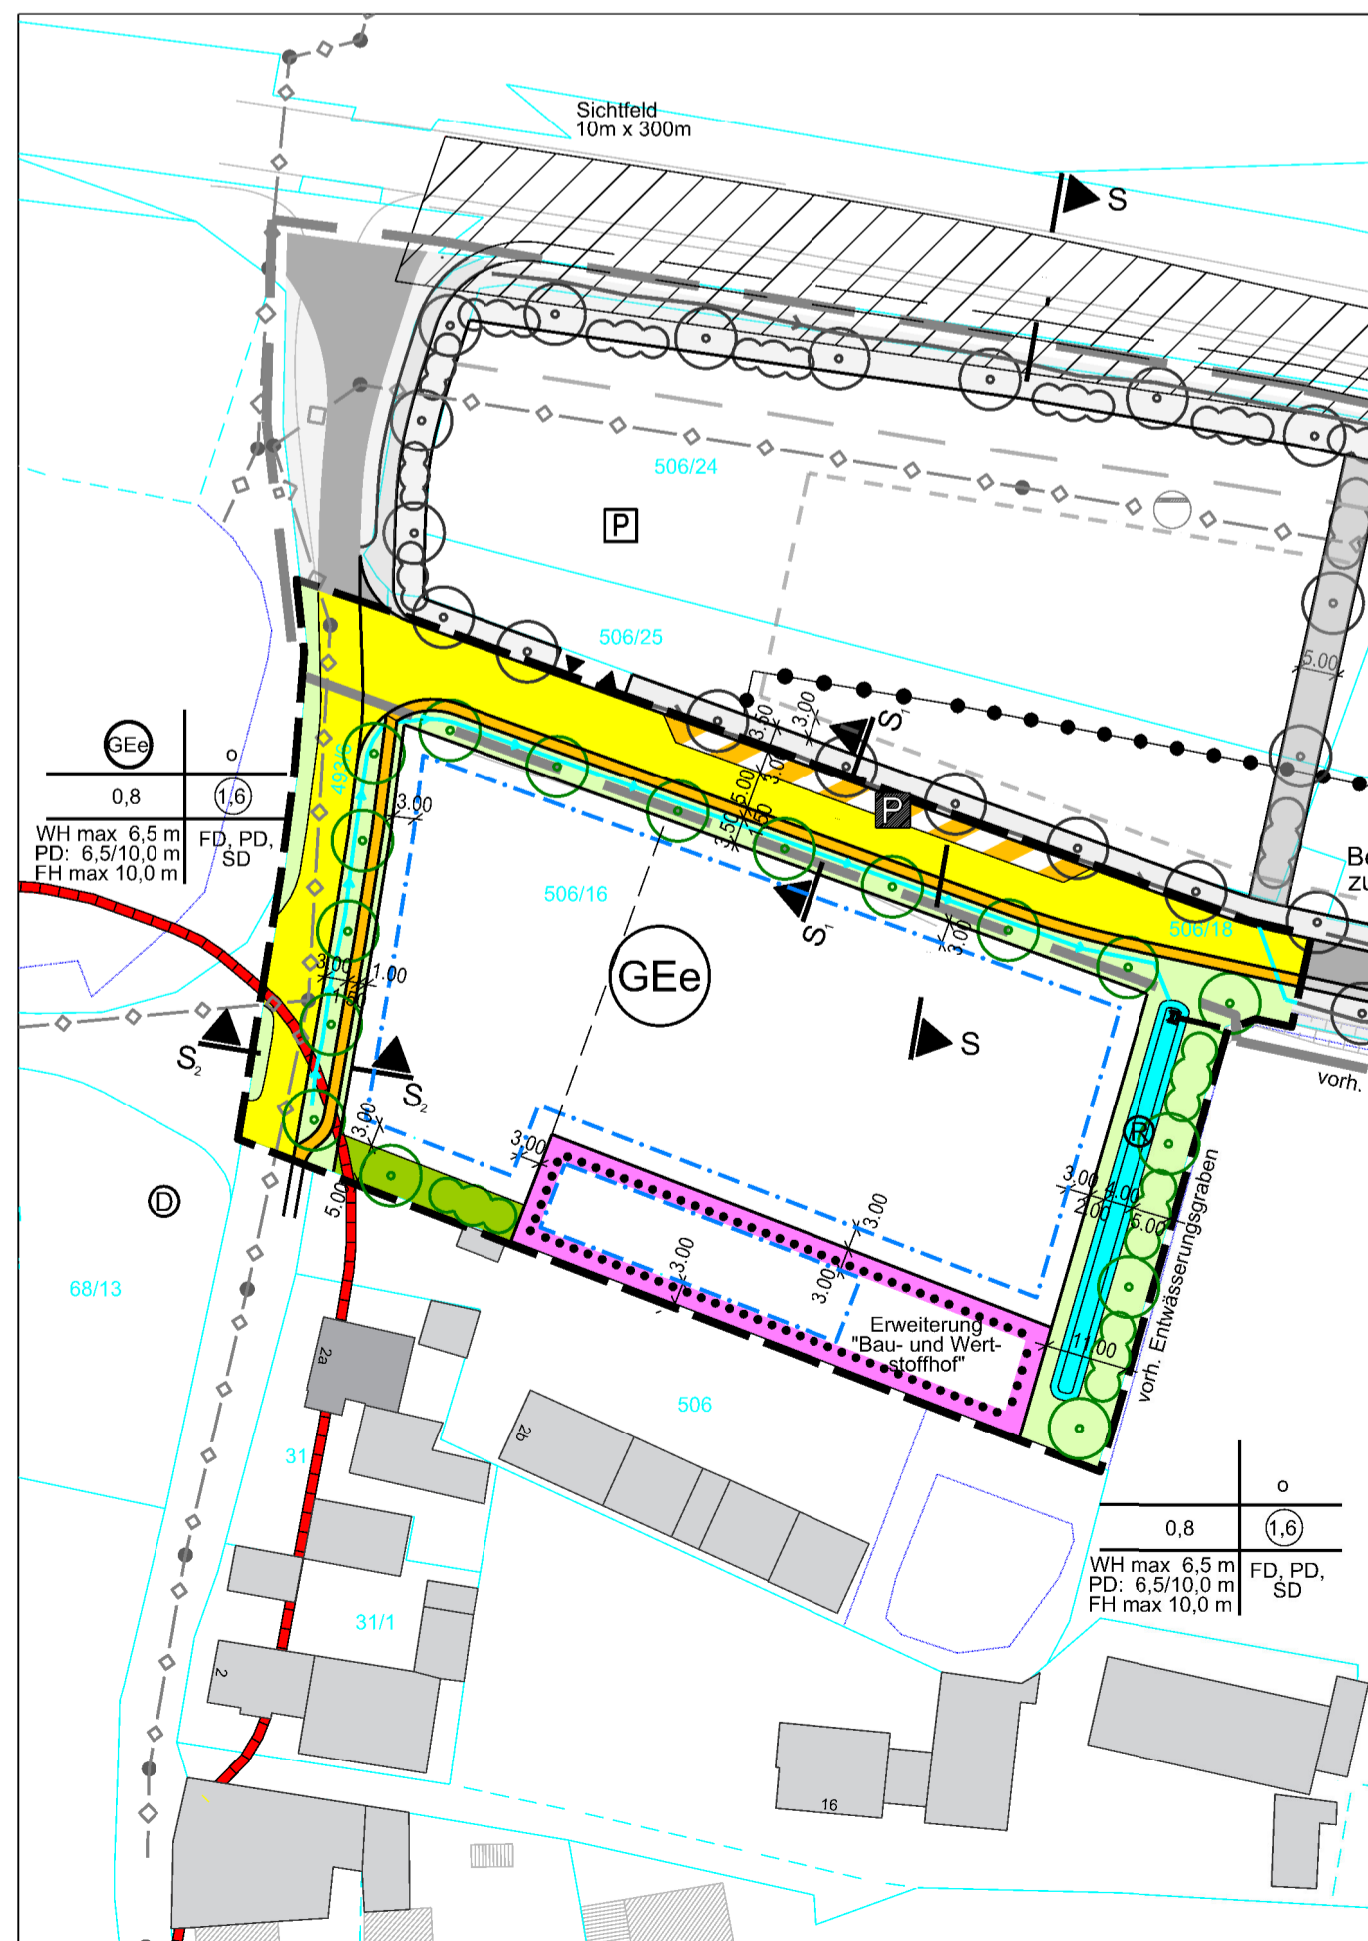 Sichtfeld
10m x 300m
S
506/24
P
506/25
5.00
3.50
3.00
S1
GEe
o
0,8
1,6
WH max 6,5 m
PD: 6,5/10,0 m
FH max 10,0 m
FD, PD,
SD
3.00
5.00
3.50
P
506/16
506/18
3.00
S1
GEe
3.00
1.00
S
S2
S2
vorh.
R
3.00
3.00
5.00
D
3.00
3.00
3.00
3.00
2.00
4.00
5.00
vorh. Entwässerungsgraben
68/13
Erweiterung
"Bau- und Wert-
stoffhof"
11.00
2a
506
2b
31
o
0,8
1,6
WH max 6,5 m
PD: 6,5/10,0 m
FH max 10,0 m
FD, PD,
SD
31/1
2
16